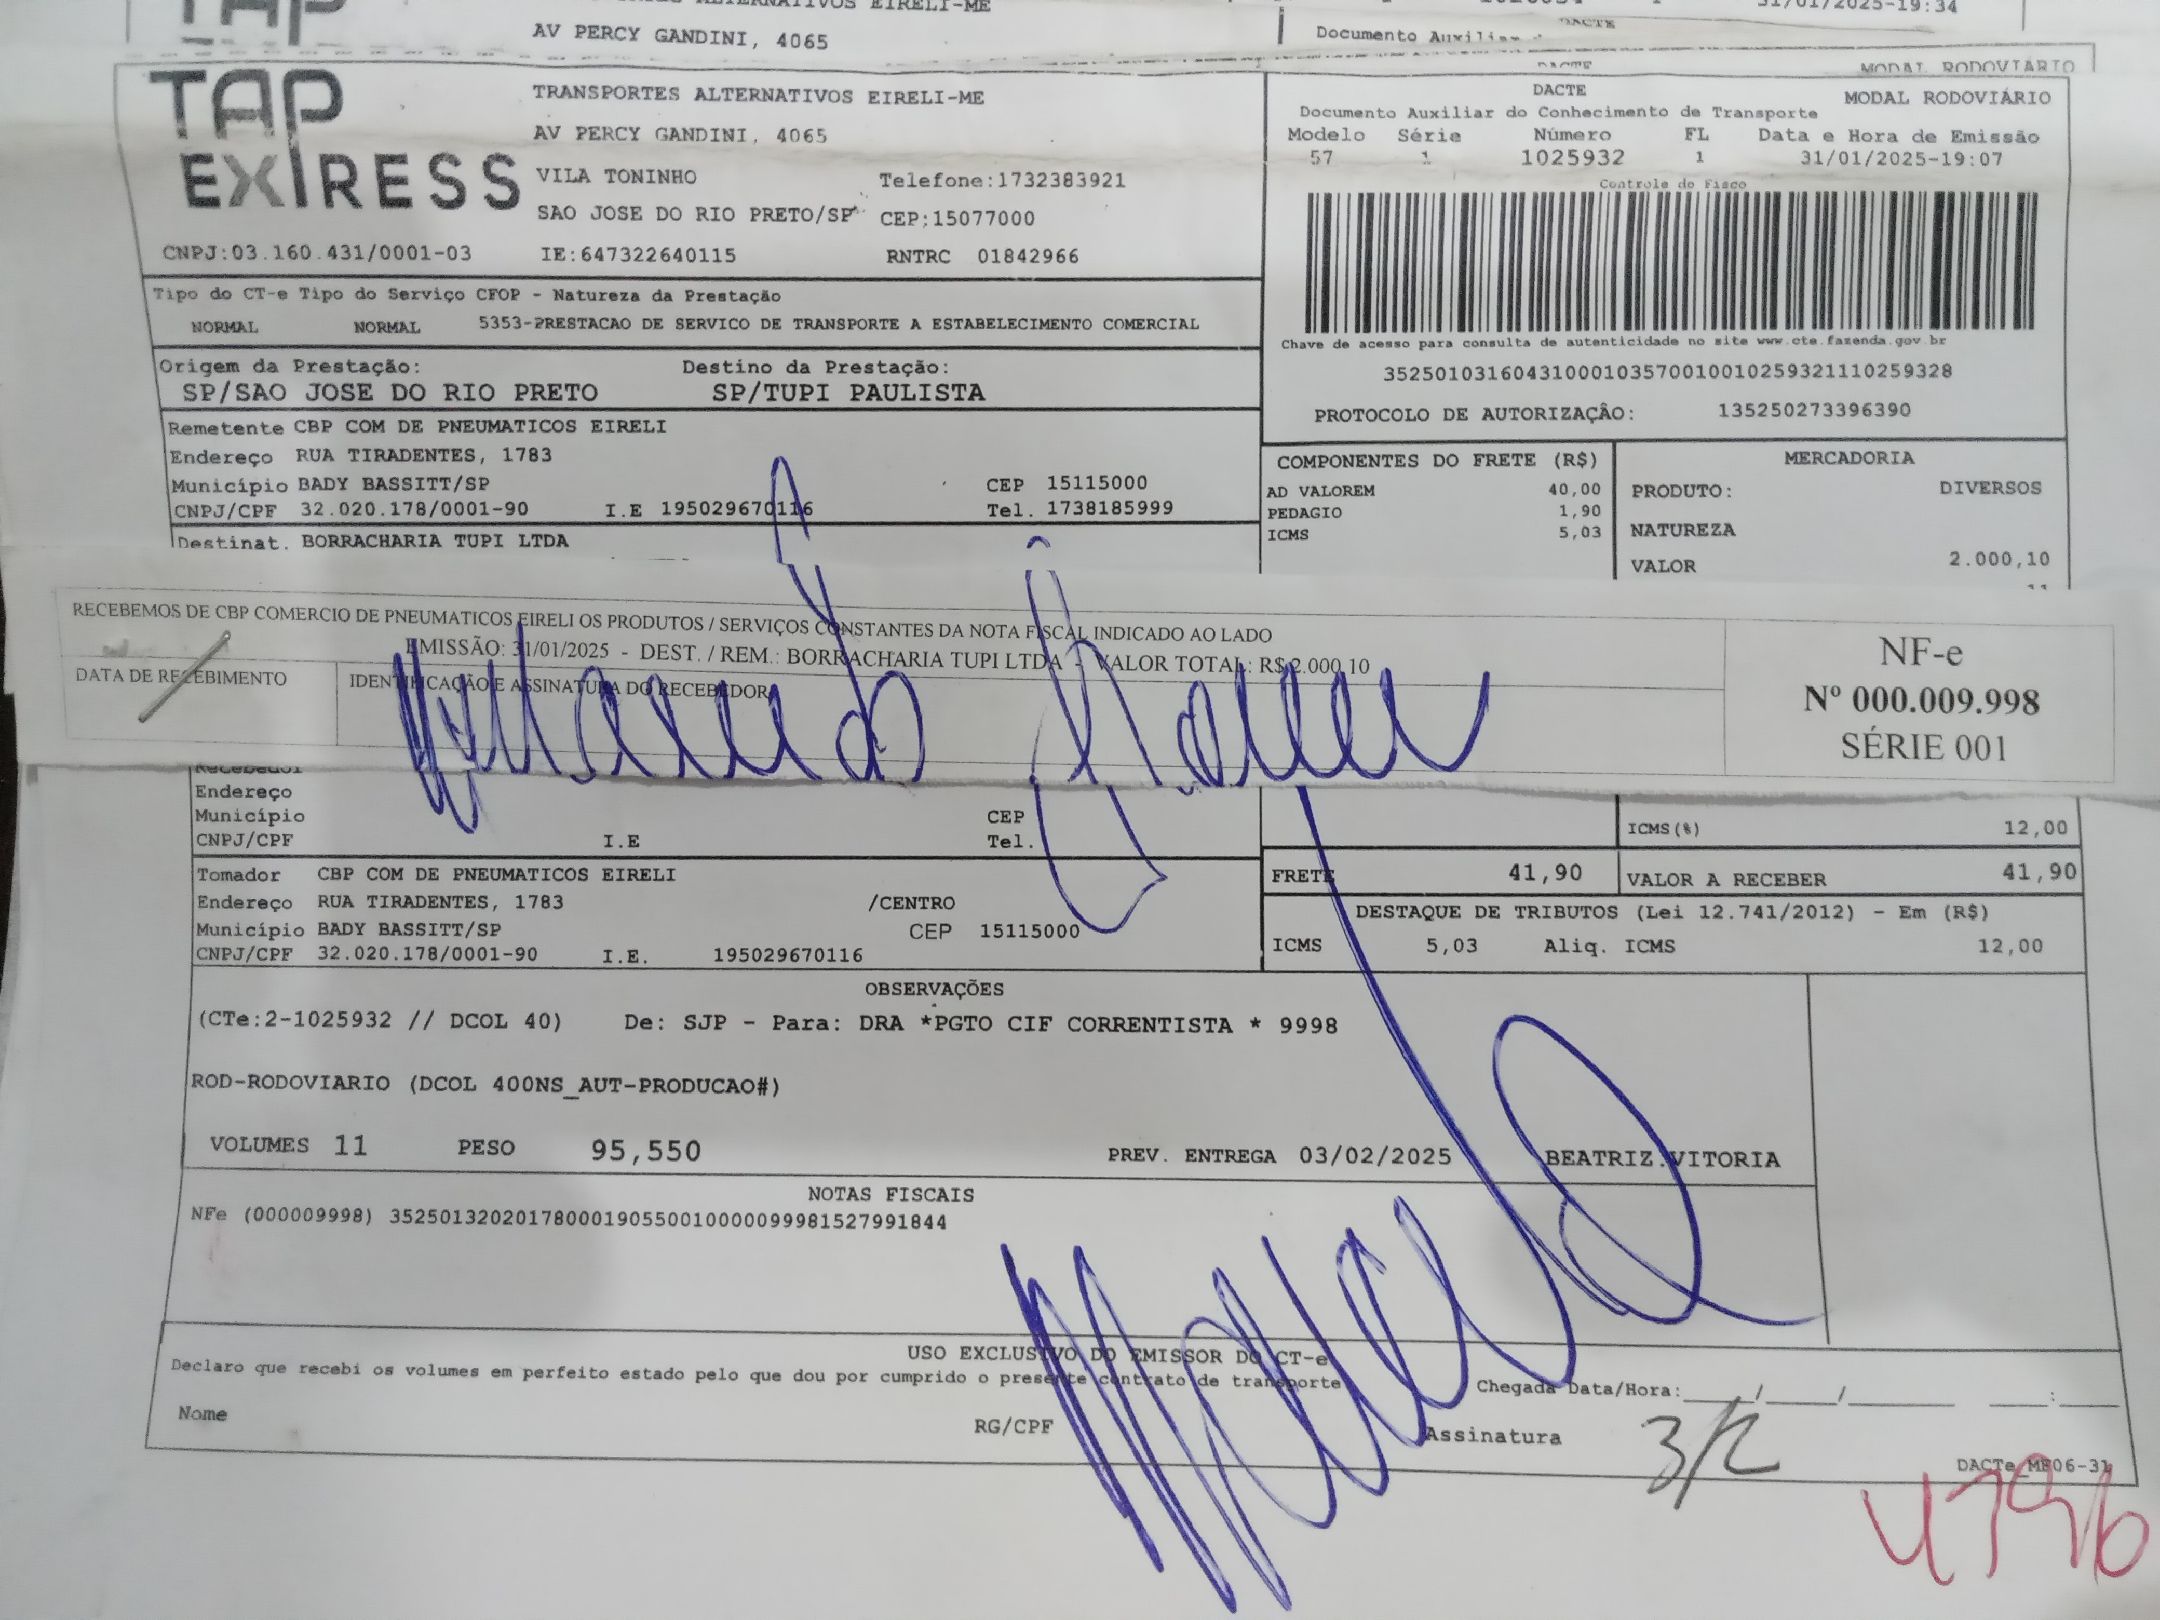 TAP
AV PERCY GANDINI, 4065
31/01/2025-19:34
DACTE
Documento
MODAL RODOVIÁRIO
TAP EXPRESS
TRANSPORTES ALTERNATIVOS EIRELI-ME
AV PERCY GANDINI, 4065
VILA TONINHO Telefone:1732383921
SAO JOSE DO RIO PRETO/SP CEP:15077000
CNPJ:03.160.431/0001-03 IE:647322640115 RNTRC 01842966
DACTE MODAL RODOVIÁRIO
Documento Auxiliar do Conhecimento de Transporte
Modelo Série Número FL Data e Hora de Emissão
57 1 1025932 1 31/01/2025-19:07
Controle do Fisco
Chave de acesso para consulta de autenticidade no site www.cte.fazenda.gov.br
35250103160431000103570010010259321110259328
PROTOCOLO DE AUTORIZAÇÃO: 135250273396390
Tipo do CT-e Tipo do Serviço CFOP - Natureza da Prestação
NORMAL NORMAL 5353-PRESTACAO DE SERVICO DE TRANSPORTE A ESTABELECIMENTO COMERCIAL
Origem da Prestação: Destino da Prestação:
SP/SAO JOSE DO RIO PRETO SP/TUPI PAULISTA
Remetente CBP COM DE PNEUMATICOS EIRELI
Endereço RUA TIRADENTES, 1783
Município BADY BASSITT/SP CEP 15115000
CNPJ/CPF 32.020.178/0001-90 I.E 195029670116 Tel. 1738185999
Destinat. BORRACHARIA TUPI LTDA
COMPONENTES DO FRETE (R$)
AD VALOREM 40,00
PEDAGIO 1,90
ICMS 5,03
MERCADORIA
PRODUTO: DIVERSOS
NATUREZA
VALOR 2.000,10
RECEBEMOS DE CBP COMERCIO DE PNEUMATICOS EIRELI OS PRODUTOS / SERVIÇOS CONSTANTES DA NOTA FISCAL INDICADO AO LADO
EMISSÃO: 31/01/2025 - DEST. / REM.: BORRACHARIA TUPI LTDA - VALOR TOTAL: R$ 2.000,10
DATA DE RECEBIMENTO IDENTIFICAÇÃO E ASSINATURA DO RECEBEDOR
NF-e
Nº 000.009.998
SÉRIE 001
Recebedor
Endereço
Município CEP
CNPJ/CPF I.E Tel.
ICMS(%) 12,00
FRETE 41,90 VALOR A RECEBER 41,90
Tomador CBP COM DE PNEUMATICOS EIRELI
Endereço RUA TIRADENTES, 1783 /CENTRO
Município BADY BASSITT/SP CEP 15115000
CNPJ/CPF 32.020.178/0001-90 I.E. 195029670116
DESTAQUE DE TRIBUTOS (Lei 12.741/2012) - Em (R$)
ICMS 5,03 Aliq. ICMS 12,00
OBSERVAÇÕES
(CTe:2-1025932 // DCOL 40) De: SJP - Para: DRA *PGTO CIF CORRENTISTA * 9998
ROD-RODOVIARIO (DCOL 400NS_AUT-PRODUCAO#)
VOLUMES 11 PESO 95,550 PREV. ENTREGA 03/02/2025 BEATRIZ.VITORIA
NOTAS FISCAIS
NFe (000009998) 35250132020178000190550010000099981527991844
USO EXCLUSIVO DO EMISSOR DO CT-e
Declaro que recebi os volumes em perfeito estado pelo que dou por cumprido o presente contrato de transporte
Chegada Data/Hora:____/____/______ ____:____
Nome RG/CPF Assinatura
3/2